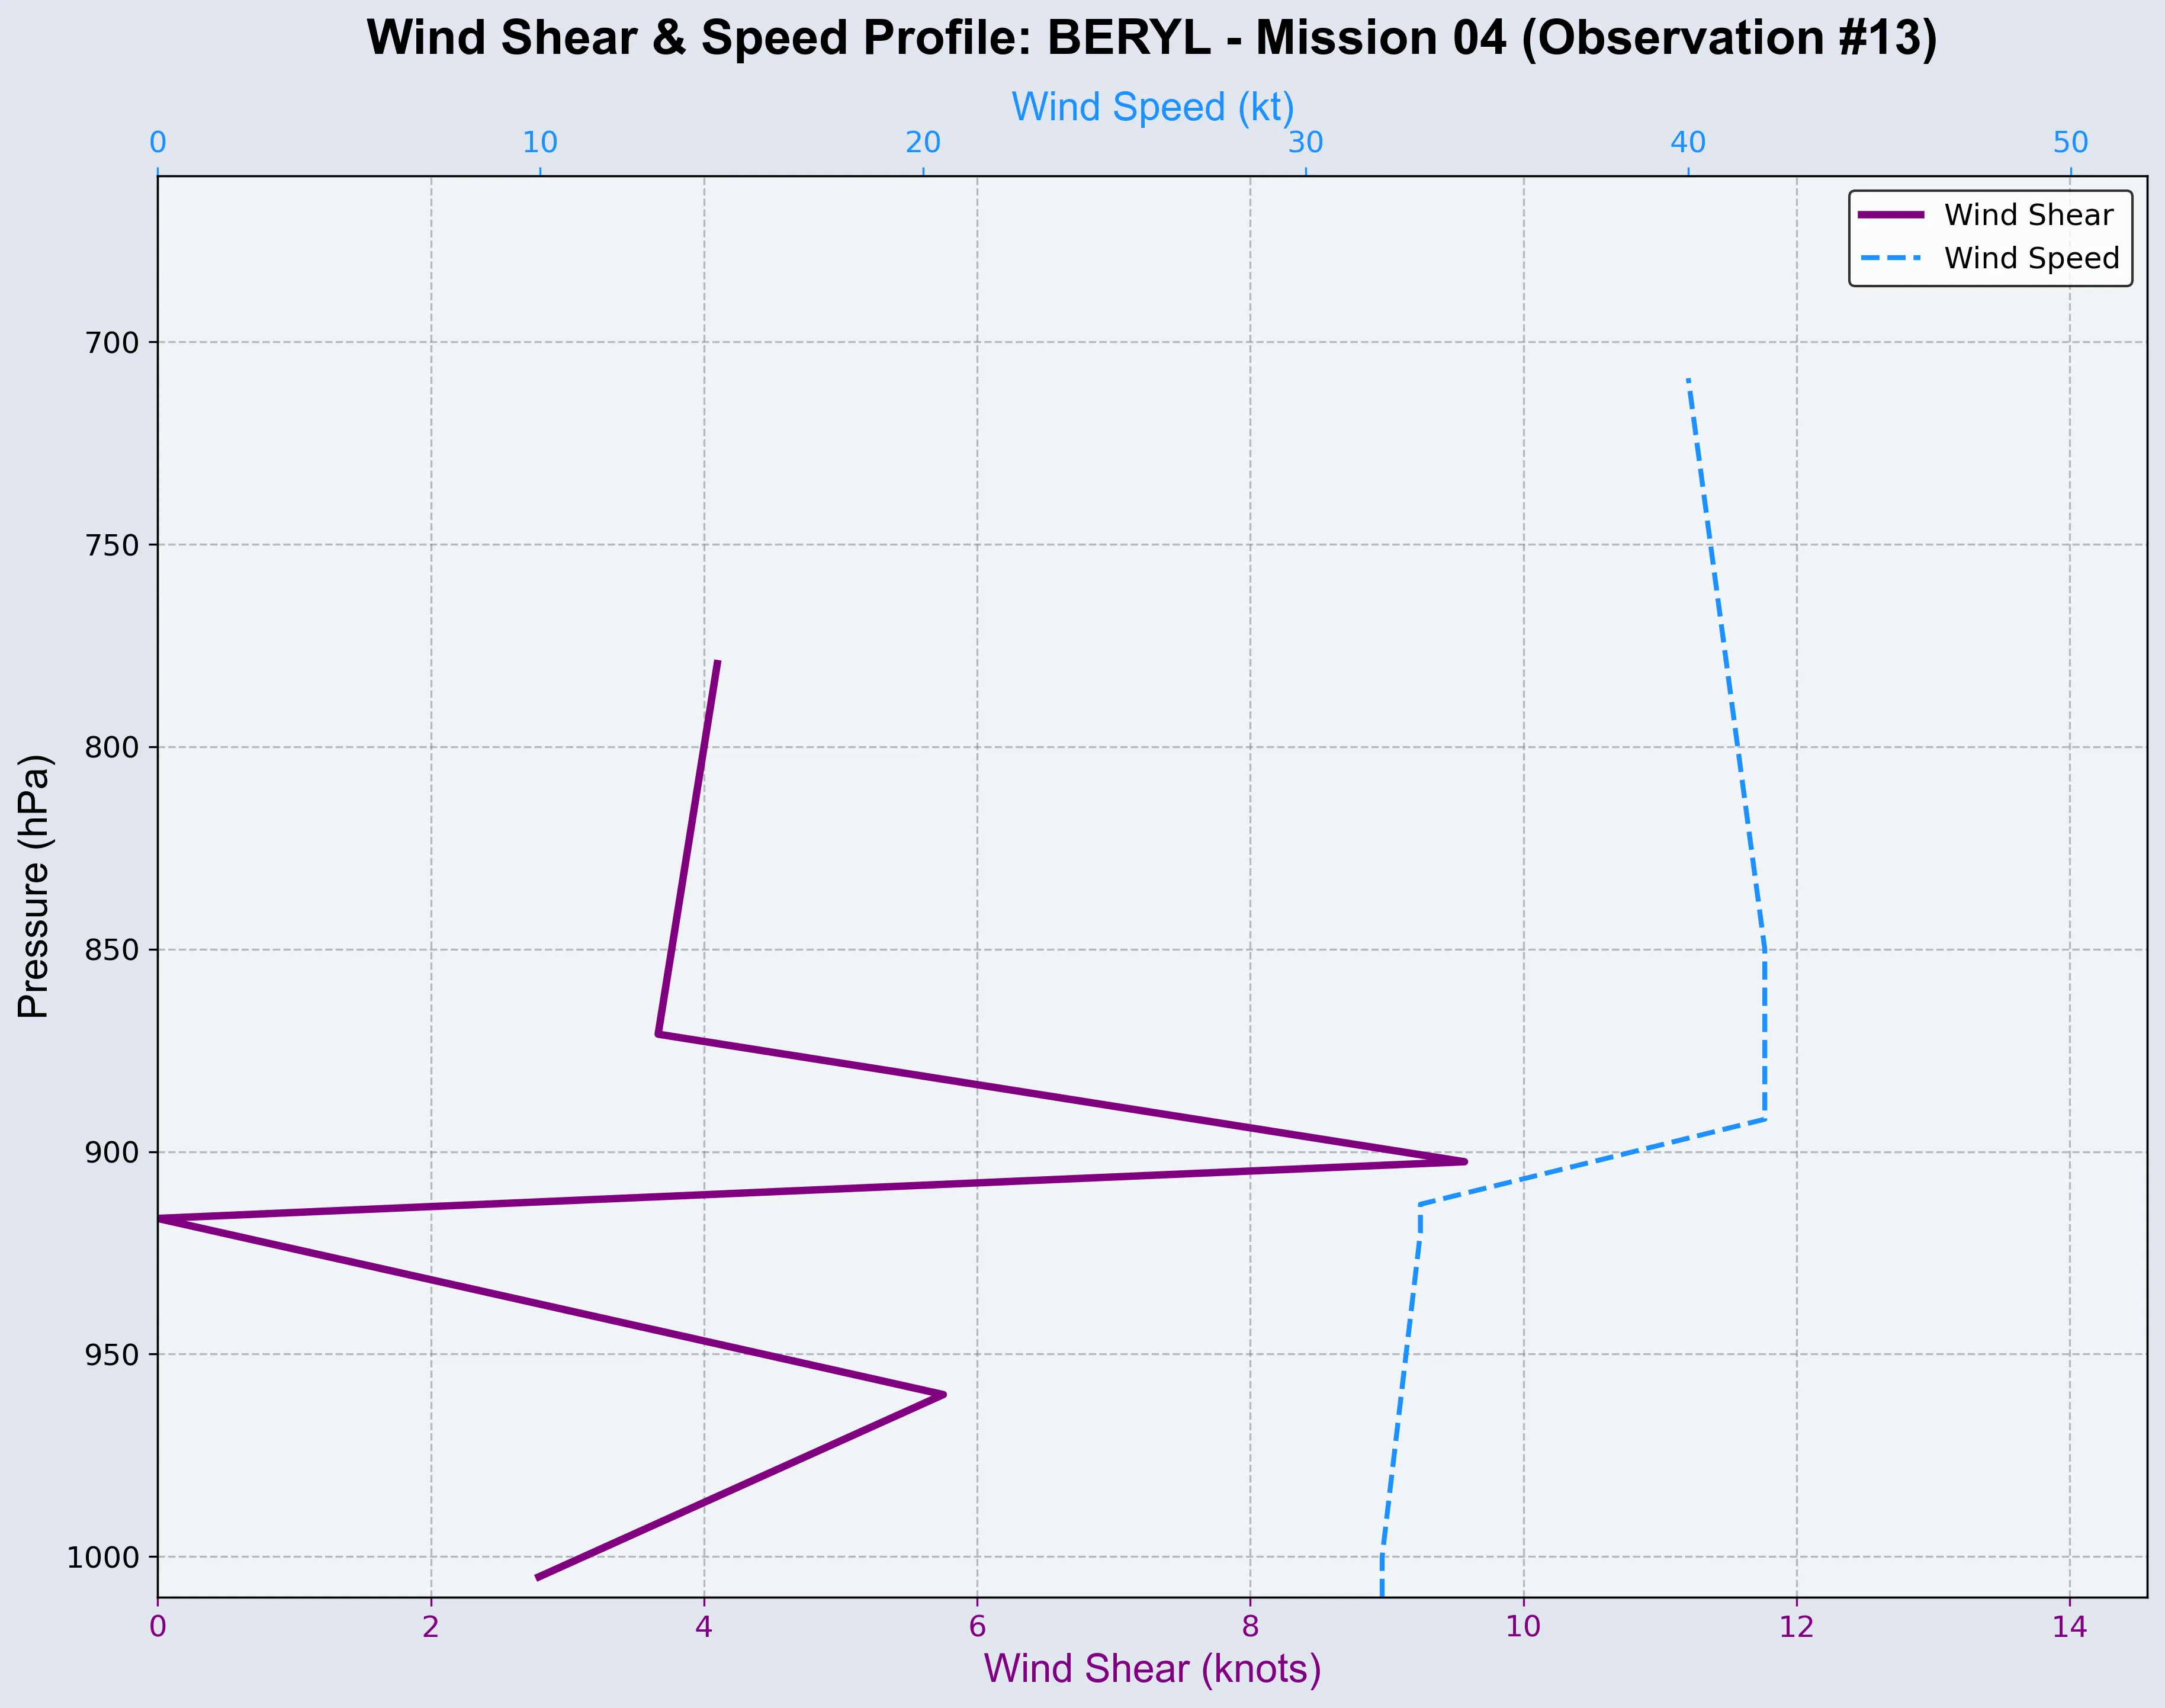 Wind Shear & Speed Profile: BERYL - Mission 04 (Observation #13)
Wind Speed (kt)
0 10 20 30 40 50
Wind Shear
Wind Speed
700
750
800
850
900
950
1000
Pressure (hPa)
0 2 4 6 8 10 12 14
Wind Shear (knots)